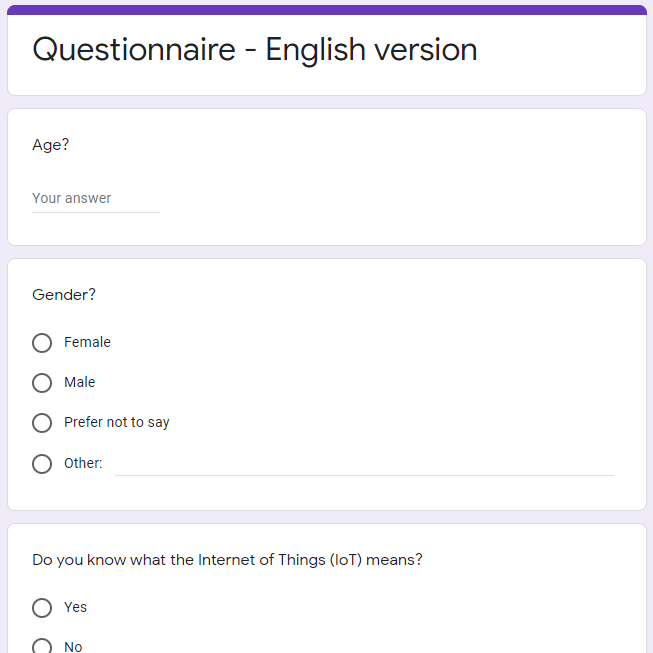 Questionnaire - English version
Age?
Your answer
Gender?
Female
Male
Prefer not to say
Other:
Do you know what the Internet of Things (IoT) means?
Yes
No